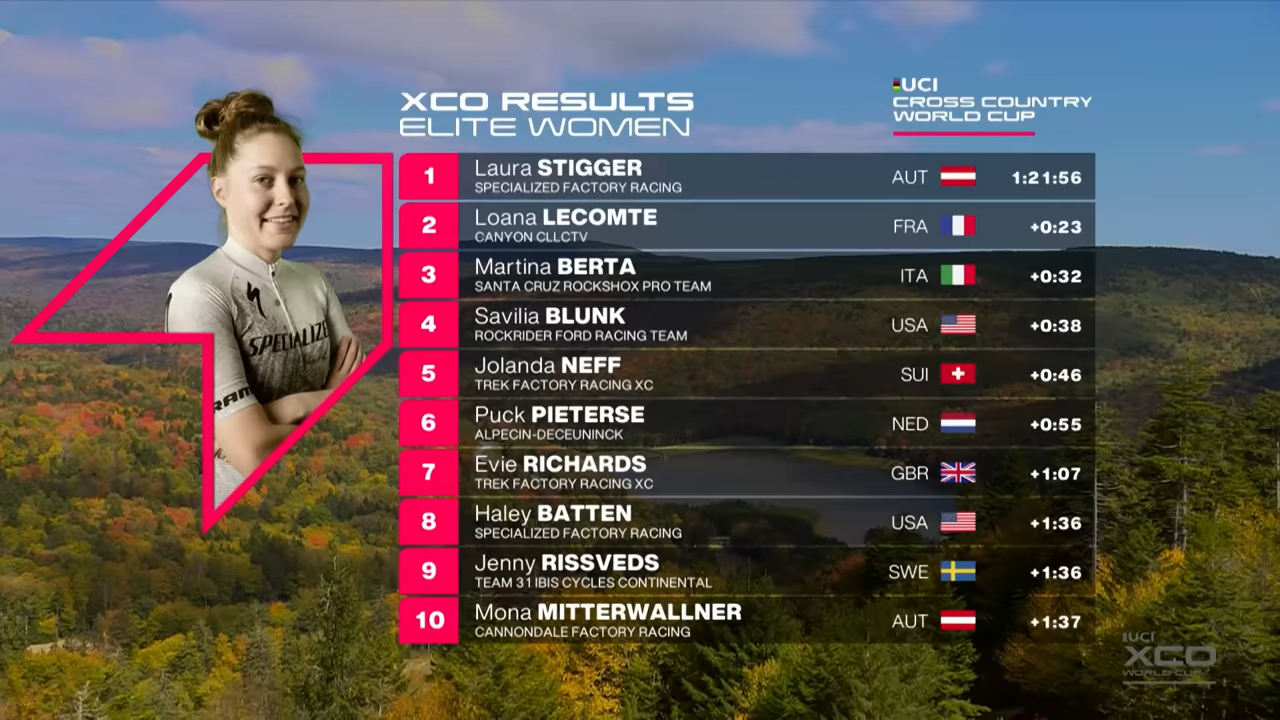 XCO RESULTS
ELITE WOMEN
UCI
CROSS COUNTRY
WORLD CUP
1 Laura STIGGER AUT 1:21:56
SPECIALIZED FACTORY RACING
2 Loana LECOMTE FRA +0:23
CANYON CLLCTV
3 Martina BERTA ITA +0:32
SANTA CRUZ ROCKSHOX PRO TEAM
4 Savilia BLUNK USA +0:38
ROCKRIDER FORD RACING TEAM
5 Jolanda NEFF SUI +0:46
TREK FACTORY RACING XC
6 Puck PIETERSE NED +0:55
ALPECIN-DECEUNINCK
7 Evie RICHARDS GBR +1:07
TREK FACTORY RACING XC
8 Haley BATTEN USA +1:36
SPECIALIZED FACTORY RACING
9 Jenny RISSVEDS SWE +1:36
TEAM 31 IBIS CYCLES CONTINENTAL
10 Mona MITTERWALLNER AUT +1:37
CANNONDALE FACTORY RACING
SPECIALIZE
RAM
UCI
XCO
WORLD CUP